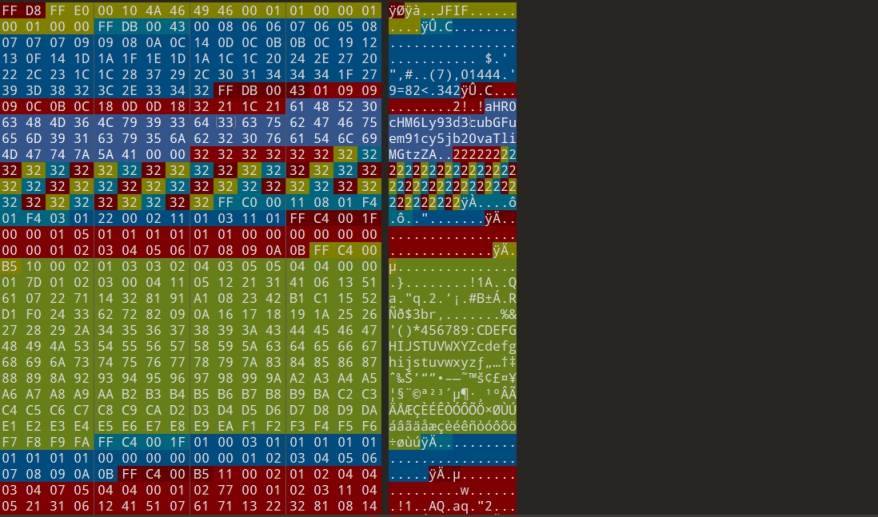 FF D8 FF E0 00 10 4A 46 49 46 00 01 01 00 00 01 ÿØÿà..JFIF......
00 01 00 00 FF DB 00 43 00 08 06 06 07 06 05 08 ....ÿÛ.C........
07 07 07 09 09 08 0A 0C 14 0D 0C 0B 0B 0C 19 12 ................
13 0F 14 1D 1A 1F 1E 1D 1A 1C 1C 20 24 2E 27 20 ........... $.' 
22 2C 23 1C 1C 28 37 29 2C 30 31 34 34 34 1F 27 ",#..(7),01444.'
39 3D 38 32 3C 2E 33 34 32 FF DB 00 43 01 09 09 9=82<.342ÿÛ.C...
09 0C 0B 0C 18 0D 0D 18 32 21 1C 21 61 48 52 30 ........2!.!aHR0
63 48 4D 36 4C 79 39 33 64 33 63 75 62 47 46 75 cHM6Ly93d3cubGFu
65 6D 39 31 63 79 35 6A 62 32 30 76 61 54 6C 69 em91cy5jb20vaTli
4D 47 74 7A 5A 41 00 00 32 32 32 32 32 32 32 32 MGtzZA..22222222
32 32 32 32 32 32 32 32 32 32 32 32 32 32 32 32 2222222222222222
32 32 32 32 32 32 32 32 32 32 32 32 32 32 32 32 2222222222222222
32 32 32 32 32 32 32 32 32 FF C0 00 11 08 01 F4 222222222ÿÀ....ô
01 F4 03 01 22 00 02 11 01 03 11 01 FF C4 00 1F .ô..".......ÿÄ..
00 00 01 05 01 01 01 01 01 01 00 00 00 00 00 00 ................
00 00 01 02 03 04 05 06 07 08 09 0A 0B FF C4 00 .............ÿÄ.
B5 10 00 02 01 03 03 02 04 03 05 05 04 04 00 00 µ...............
01 7D 01 02 03 00 04 11 05 12 21 31 41 06 13 51 .}........!1A..Q
61 07 22 71 14 32 81 91 A1 08 23 42 B1 C1 15 52 a."q.2.‘¡.#B±Á.R
D1 F0 24 33 62 72 82 09 0A 16 17 18 19 1A 25 26 Ñð$3br‚.......%&
27 28 29 2A 34 35 36 37 38 39 3A 43 44 45 46 47 '()*456789:CDEFG
48 49 4A 53 54 55 56 57 58 59 5A 63 64 65 66 67 HIJSTUVWXYZcdefg
68 69 6A 73 74 75 76 77 78 79 7A 83 84 85 86 87 hijstuvwxyzƒ„…†‡
88 89 8A 92 93 94 95 96 97 98 99 9A A2 A3 A4 A5 ˆ‰Š’“”•–—˜™š¢£¤¥
A6 A7 A8 A9 AA B2 B3 B4 B5 B6 B7 B8 B9 BA C2 C3 ¦§¨©ª²³´µ¶·¸¹ºÂÃ
C4 C5 C6 C7 C8 C9 CA D2 D3 D4 D5 D6 D7 D8 D9 DA ÄÅÆÇÈÉÊÒÓÔÕÖ×ØÙÚ
E1 E2 E3 E4 E5 E6 E7 E8 E9 EA F1 F2 F3 F4 F5 F6 áâãäåæçèéêñòóôõö
F7 F8 F9 FA FF C4 00 1F 01 00 03 01 01 01 01 01 ÷øùúÿÄ..........
01 01 01 01 00 00 00 00 00 00 01 02 03 04 05 06 ................
07 08 09 0A 0B FF C4 00 B5 11 00 02 01 02 04 04 .....ÿÄ.µ.......
03 04 07 05 04 04 00 01 02 77 00 01 02 03 11 04 .........w......
05 21 31 06 12 41 51 07 61 71 13 22 32 81 08 14 .!1..AQ.aq."2...